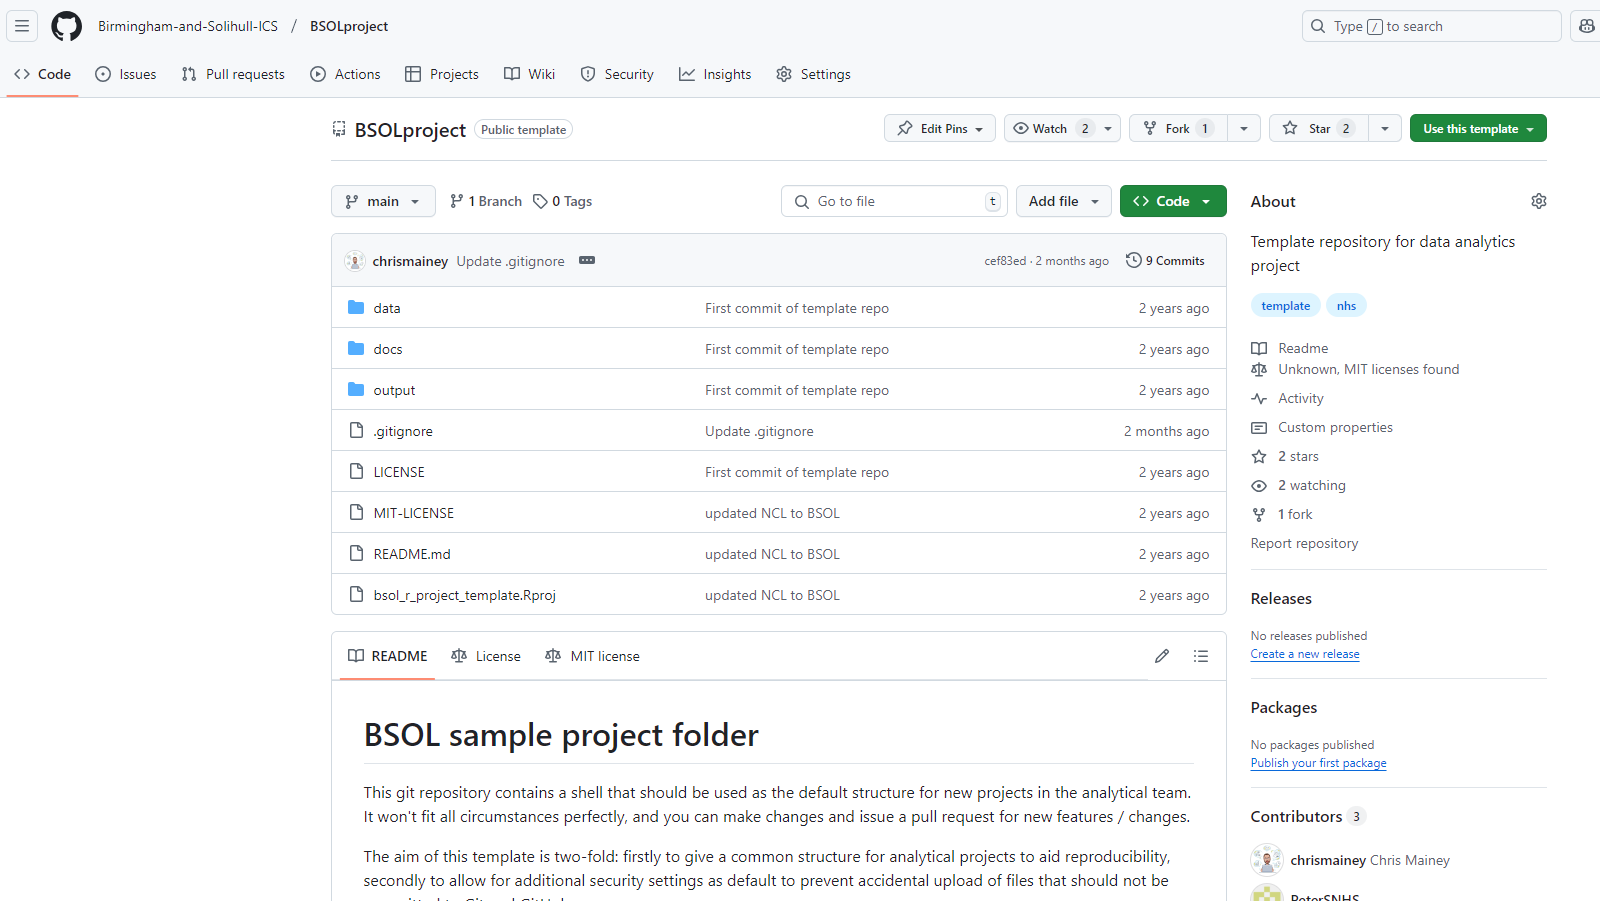 Birmingham-and-Solihull-ICS / BSOLproject
Type / to search
Code
Issues
Pull requests
Actions
Projects
Wiki
Security
Insights
Settings
BSOLproject
Public template
Edit Pins
Watch 2
Fork 1
Star 2
Use this template
main
1 Branch
0 Tags
Go to file
t
Add file
Code
chrismainey Update .gitignore
cef83ed · 2 months ago
9 Commits
data First commit of template repo 2 years ago
docs First commit of template repo 2 years ago
output First commit of template repo 2 years ago
.gitignore Update .gitignore 2 months ago
LICENSE First commit of template repo 2 years ago
MIT-LICENSE updated NCL to BSOL 2 years ago
README.md updated NCL to BSOL 2 years ago
bsol_r_project_template.Rproj updated NCL to BSOL 2 years ago
README
License
MIT license
BSOL sample project folder
This git repository contains a shell that should be used as the default structure for new projects in the analytical team.
It won't fit all circumstances perfectly, and you can make changes and issue a pull request for new features / changes.
The aim of this template is two-fold: firstly to give a common structure for analytical projects to aid reproducibility,
secondly to allow for additional security settings as default to prevent accidental upload of files that should not be
About
Template repository for data analytics
project
template
nhs
Readme
Unknown, MIT licenses found
Activity
Custom properties
2 stars
2 watching
1 fork
Report repository
Releases
No releases published
Create a new release
Packages
No packages published
Publish your first package
Contributors 3
chrismainey Chris Mainey
PeterSNHS